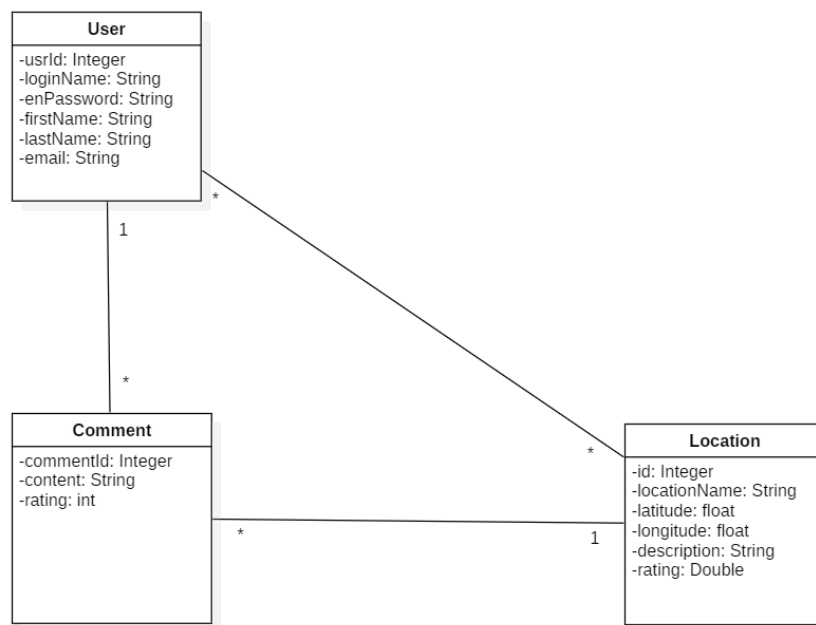 User
-usrId: Integer
-loginName: String
-enPassword: String
-firstName: String
-lastName: String
-email: String
*
1
*
Comment
-commentId: Integer
-content: String
-rating: int
*
Location
-id: Integer
-locationName: String
-latitude: float
-longitude: float
-description: String
-rating: Double
*
1